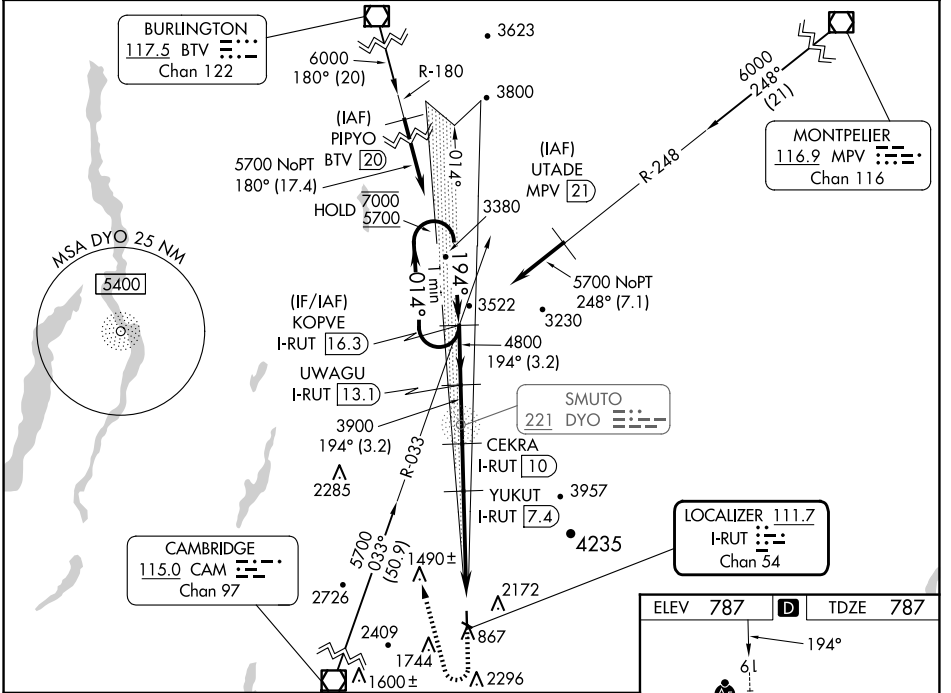 BURLINGTON
117.5 BTV
Chan 122
6000
180° (20)
R-180
3623
3800
(IAF)
PIPYO
BTV 20
5700 NoPT
180° (17.4)
HOLD 7000
5700
014°
(IAF)
UTADE
MPV 21
6000
248°
(21)
R-248
MONTPELIER
116.9 MPV
Chan 116
MSA DYO 25 NM
5400
3380
194°
1 min
014°
5700 NoPT
248° (7.1)
3522
3230
(IF/IAF)
KOPVE
I-RUT 16.3
4800
194° (3.2)
UWAGU
I-RUT 13.1
3900
194° (3.2)
SMUTO
221 DYO
CEKRA
I-RUT 10
R-033
2285
YUKUT
I-RUT 7.4
3957
4235
LOCALIZER 111.7
I-RUT
Chan 54
CAMBRIDGE
115.0 CAM
Chan 97
5700
033°
(50.9)
1490±
2726
2172
867
2409
1744
1600±
2296
ELEV 787
D
TDZE 787
194°